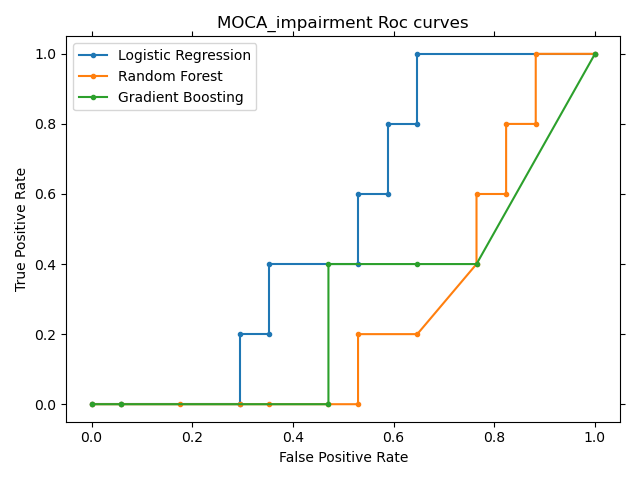 MOCA_impairment Roc curves
Logistic Regression
Random Forest
Gradient Boosting
True Positive Rate
1.0
0.8
0.6
0.4
0.2
0.0
0.0 0.2 0.4 0.6 0.8 1.0
False Positive Rate